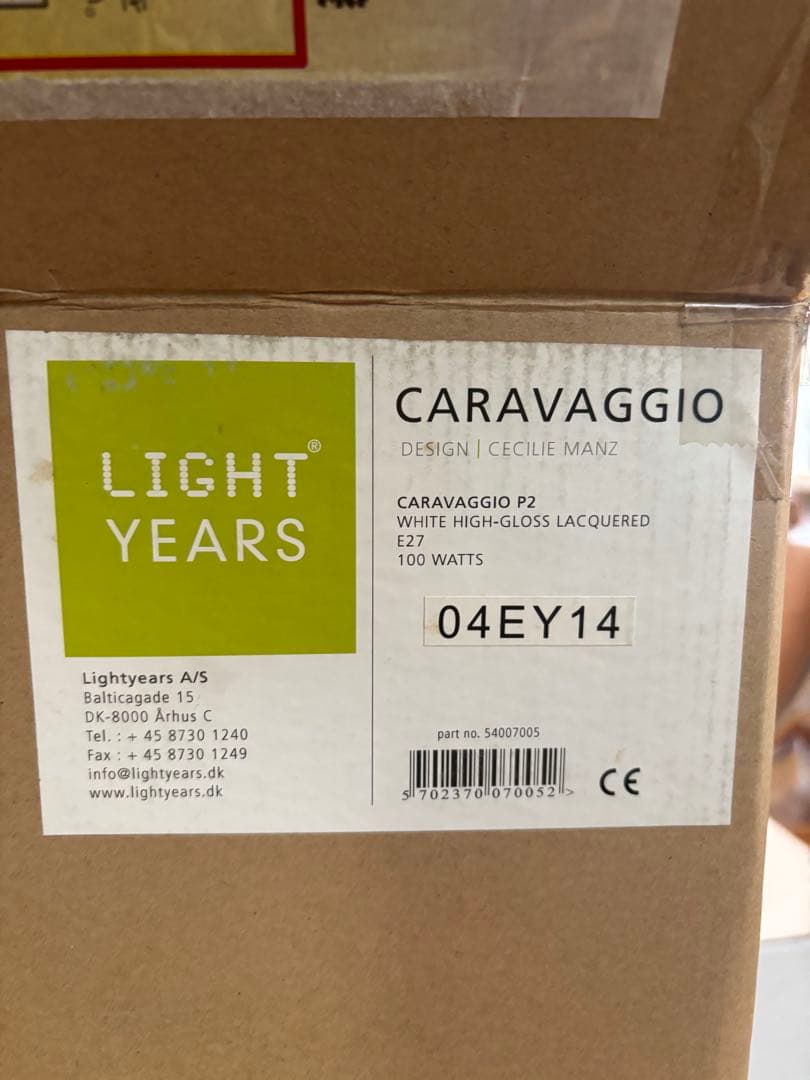 LIGHT®
YEARS
Lightyears A/S
Balticagade 15
DK-8000 Århus C
Tel. : + 45 8730 1240
Fax : + 45 8730 1249
info@lightyears.dk
www.lightyears.dk
CARAVAGGIO
DESIGN | CECILIE MANZ
CARAVAGGIO P2
WHITE HIGH-GLOSS LACQUERED
E27
100 WATTS
04EY14
part no. 54007005
5 702370 070052 >
CE